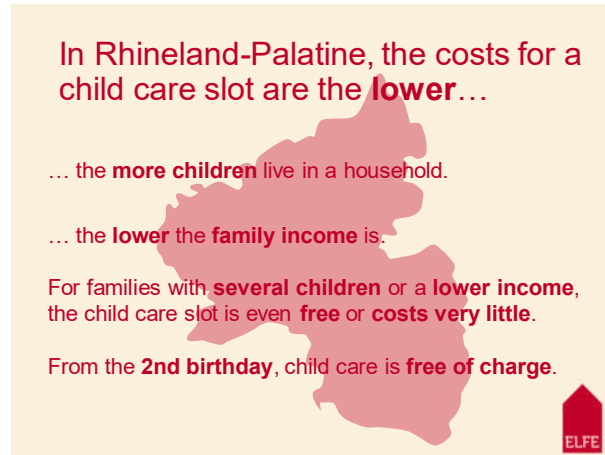 In Rhineland-Palatine, the costs for a
child care slot are the lower…
… the more children live in a household.
… the lower the family income is.
For families with several children or a lower income,
the child care slot is even free or costs very little.
From the 2nd birthday, child care is free of charge.
ELFE